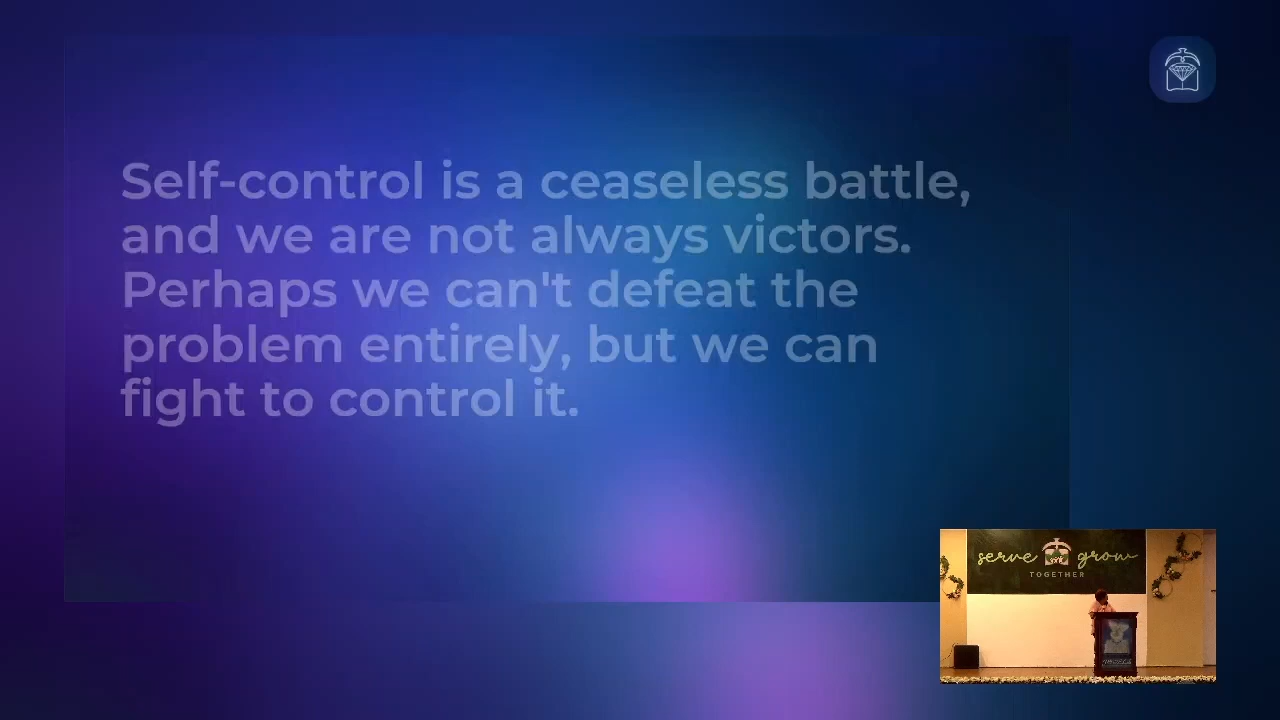 Self-control is a ceaseless battle,
and we are not always victors.
Perhaps we can't defeat the
problem entirely, but we can
fight to control it.
serve grow
TOGETHER